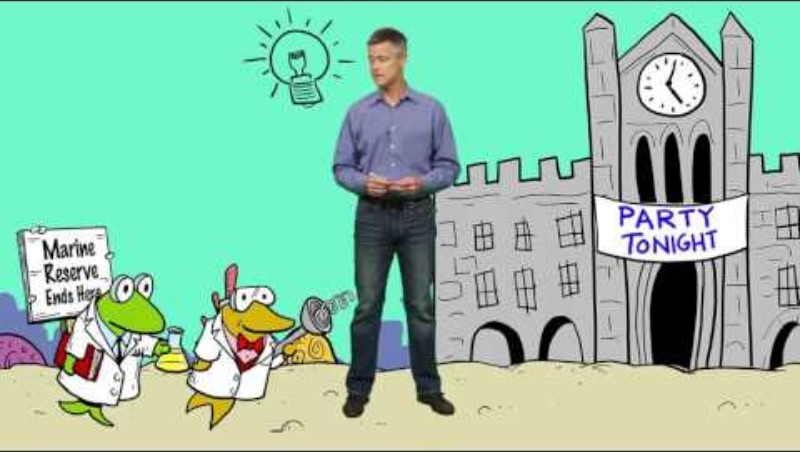 Marine
Reserve
Ends Here
PARTY
TONIGHT